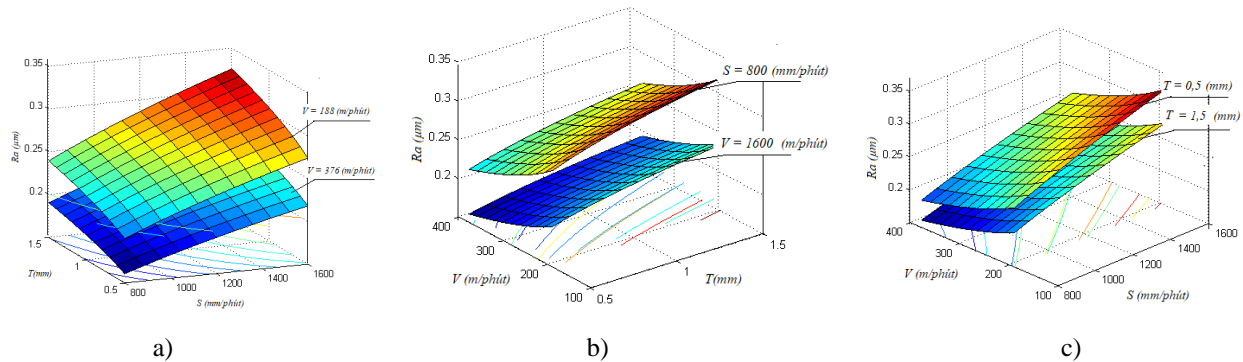 0.35
0.3
0.25
0.2
Ra (μm)
V = 188 (m/phút)
V = 376 (m/phút)
1.5
1
0.5
T(mm)
800
1000
1200
1400
1600
S (mm/phút)
a)
0.35
0.3
0.25
0.2
Ra (μm)
S = 800 (mm/phút)
V = 1600 (m/phút)
400
300
200
100
V (m/phút)
0.5
1
1.5
T(mm)
b)
0.35
0.3
0.25
0.2
Ra (μm)
T = 0,5 (mm)
T = 1,5 (mm)
400
300
200
100
V (m/phút)
800
1000
1200
1400
1600
S (mm/phút)
c)